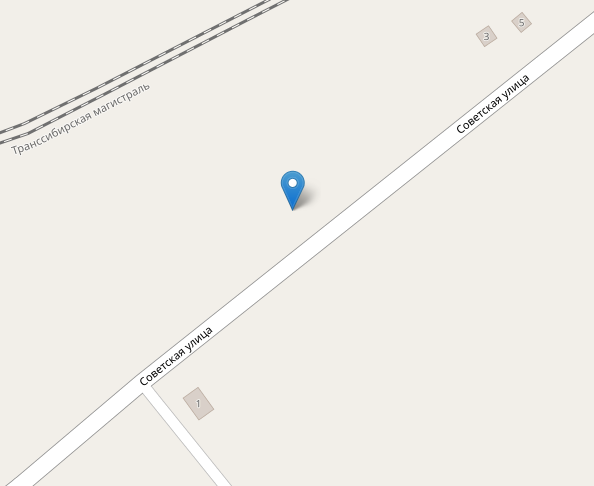 5
3
Советская улица
Транссибирская магистраль
Советская улица
1